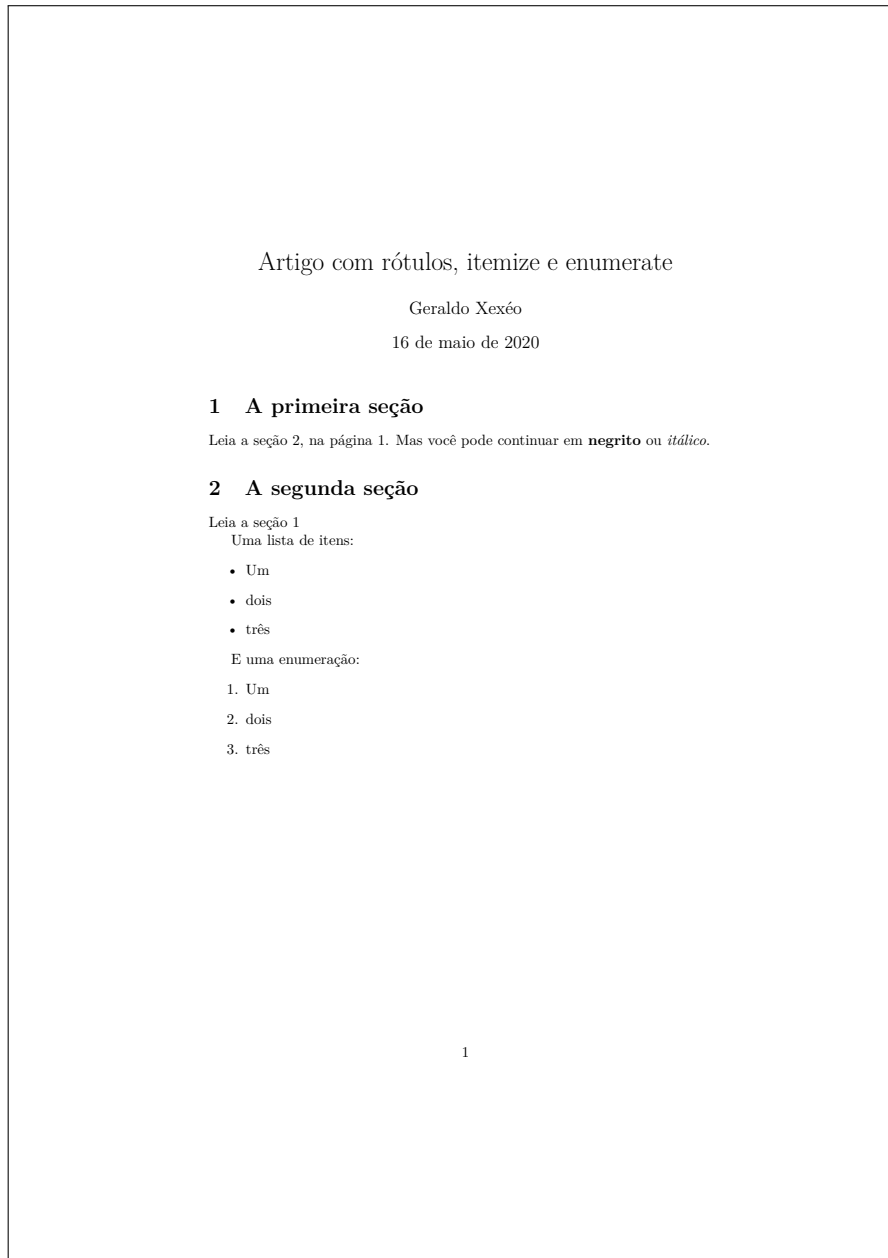 Artigo com rótulos, itemize e enumerate
Geraldo Xexéo
16 de maio de 2020
1 A primeira seção
Leia a seção 2, na página 1. Mas você pode continuar em negrito ou itálico.
2 A segunda seção
Leia a seção 1
Uma lista de itens:
• Um
• dois
• três
E uma enumeração:
1. Um
2. dois
3. três
1